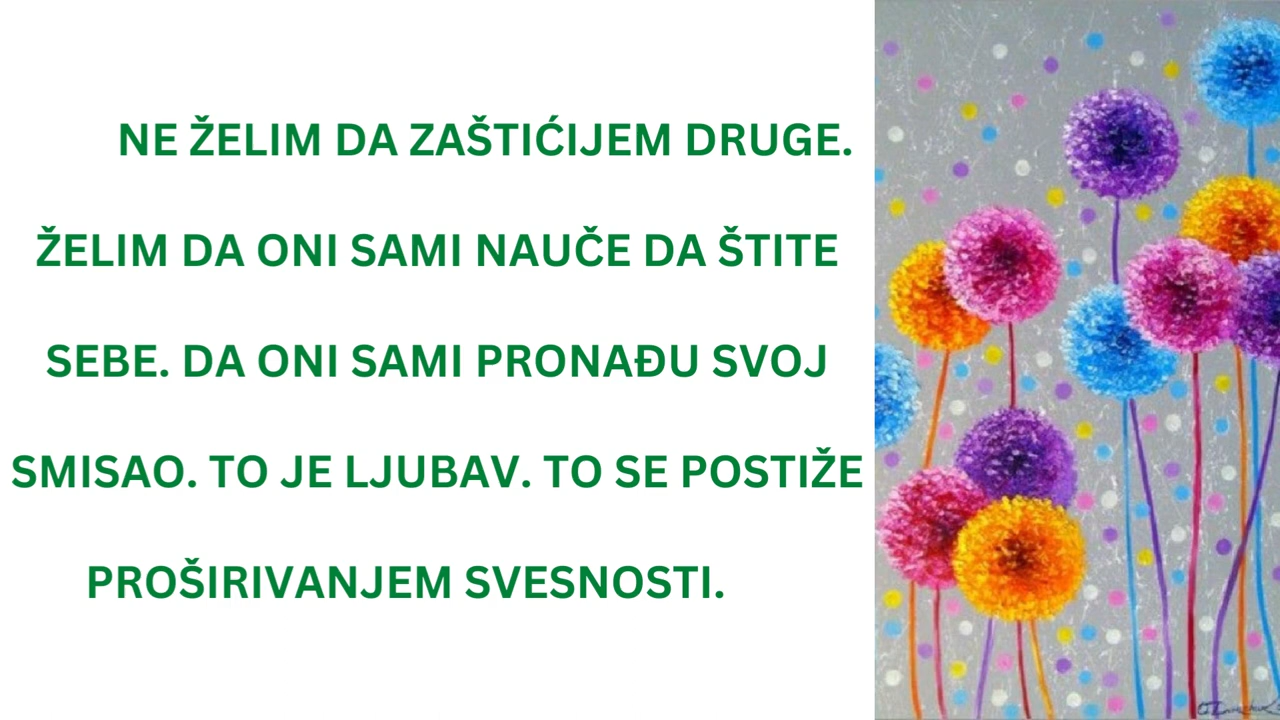 NE ŽELIM DA ZAŠTIĆIJEM DRUGE.
ŽELIM DA ONI SAMI NAUČE DA ŠTITE
SEBE. DA ONI SAMI PRONAĐU SVOJ
SMISAO. TO JE LJUBAV. TO SE POSTIŽE
PROŠIRIVANJEM SVESNOSTI.